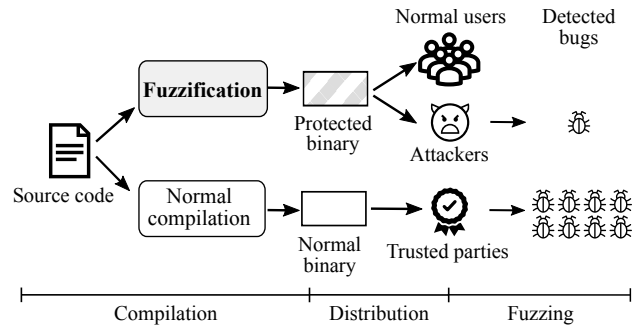 Normal users
Detected
bugs
Fuzzification
Protected
binary
Attackers
Source code
Normal
compilation
Normal
binary
Trusted parties
Compilation
Distribution
Fuzzing